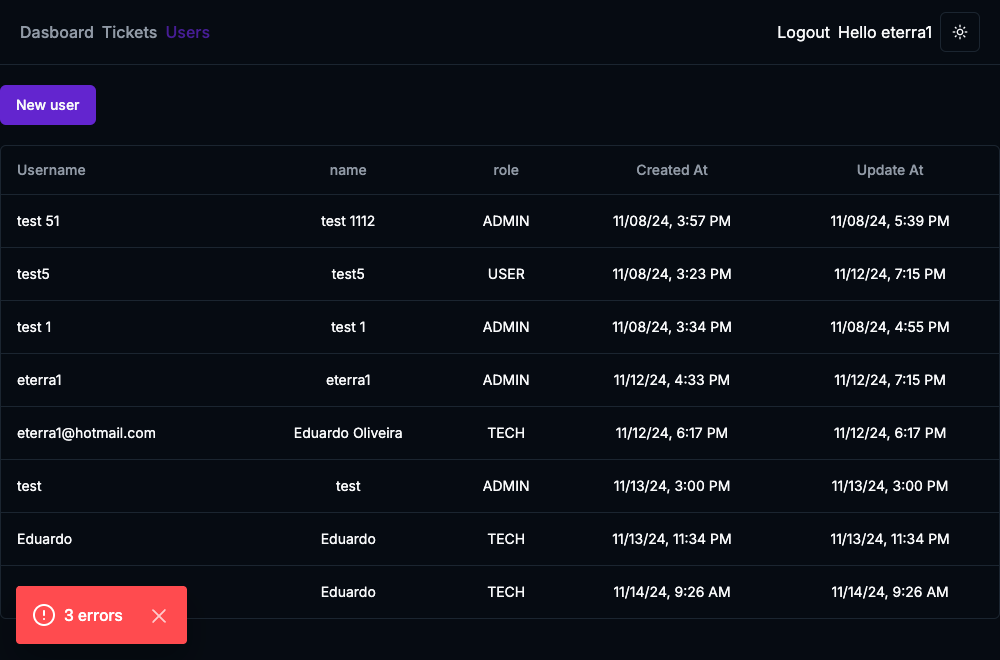 Dasboard Tickets Users Logout Hello eterra1
New user
Username name role Created At Update At
test 51 test 1112 ADMIN 11/08/24, 3:57 PM 11/08/24, 5:39 PM
test5 test5 USER 11/08/24, 3:23 PM 11/12/24, 7:15 PM
test 1 test 1 ADMIN 11/08/24, 3:34 PM 11/08/24, 4:55 PM
eterra1 eterra1 ADMIN 11/12/24, 4:33 PM 11/12/24, 7:15 PM
eterra1@hotmail.com Eduardo Oliveira TECH 11/12/24, 6:17 PM 11/12/24, 6:17 PM
test test ADMIN 11/13/24, 3:00 PM 11/13/24, 3:00 PM
Eduardo Eduardo TECH 11/13/24, 11:34 PM 11/13/24, 11:34 PM
Eduardo TECH 11/14/24, 9:26 AM 11/14/24, 9:26 AM
3 errors